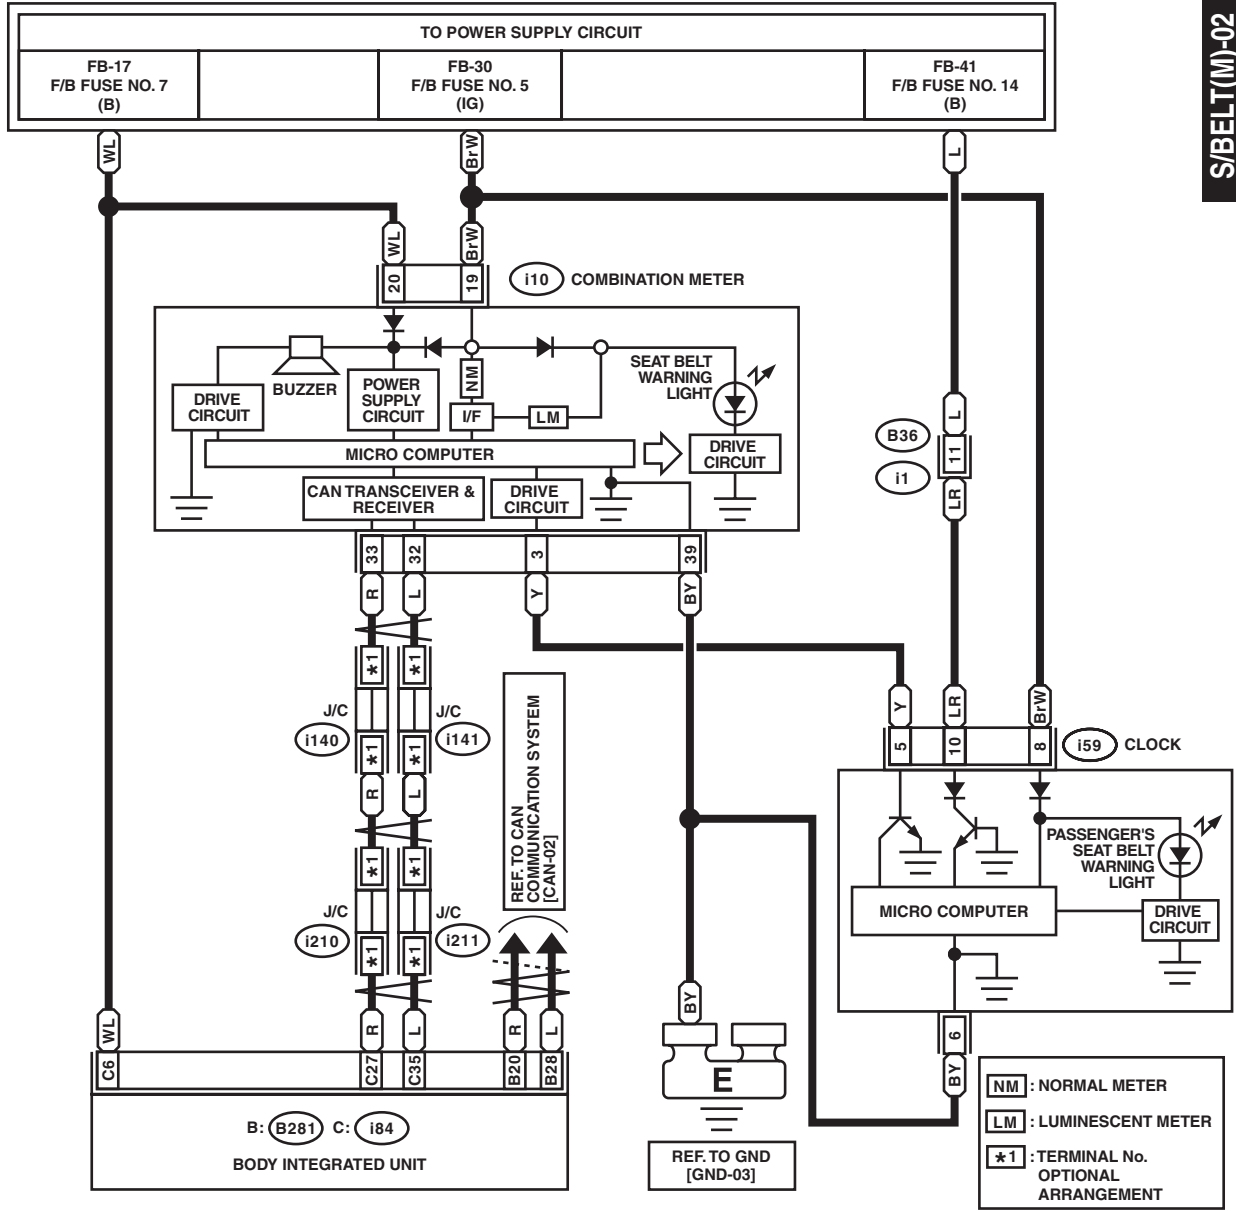 S/BELT(M)-02
TO POWER SUPPLY CIRCUIT
FB-17
F/B FUSE NO. 7
(B)
FB-30
F/B FUSE NO. 5
(IG)
FB-41
F/B FUSE NO. 14
(B)
WL
BrW
L
WL
BrW
20
19
i10 COMBINATION METER
BUZZER
DRIVE
CIRCUIT
POWER
SUPPLY
CIRCUIT
NM
I/F
LM
SEAT BELT
WARNING
LIGHT
MICRO COMPUTER
DRIVE
CIRCUIT
CAN TRANSCEIVER &
RECEIVER
DRIVE
CIRCUIT
L
B36
11
i1
LR
33
32
3
39
R
L
Y
BY
*1
*1
J/C
i140
J/C
i141
*1
*1
R
L
*1
*1
J/C
i210
J/C
i211
*1
*1
R
L
REF. TO CAN
COMMUNICATION SYSTEM
[CAN-02]
Y
LR
BrW
5
10
8
i59 CLOCK
PASSENGER'S
SEAT BELT
WARNING
LIGHT
MICRO COMPUTER
DRIVE
CIRCUIT
6
BY
WL
R
L
C6
C27
C35
B20
B28
B: B281 C: i84
BODY INTEGRATED UNIT
BY
E
REF. TO GND
[GND-03]
NM : NORMAL METER
LM : LUMINESCENT METER
*1 : TERMINAL No.
OPTIONAL
ARRANGEMENT